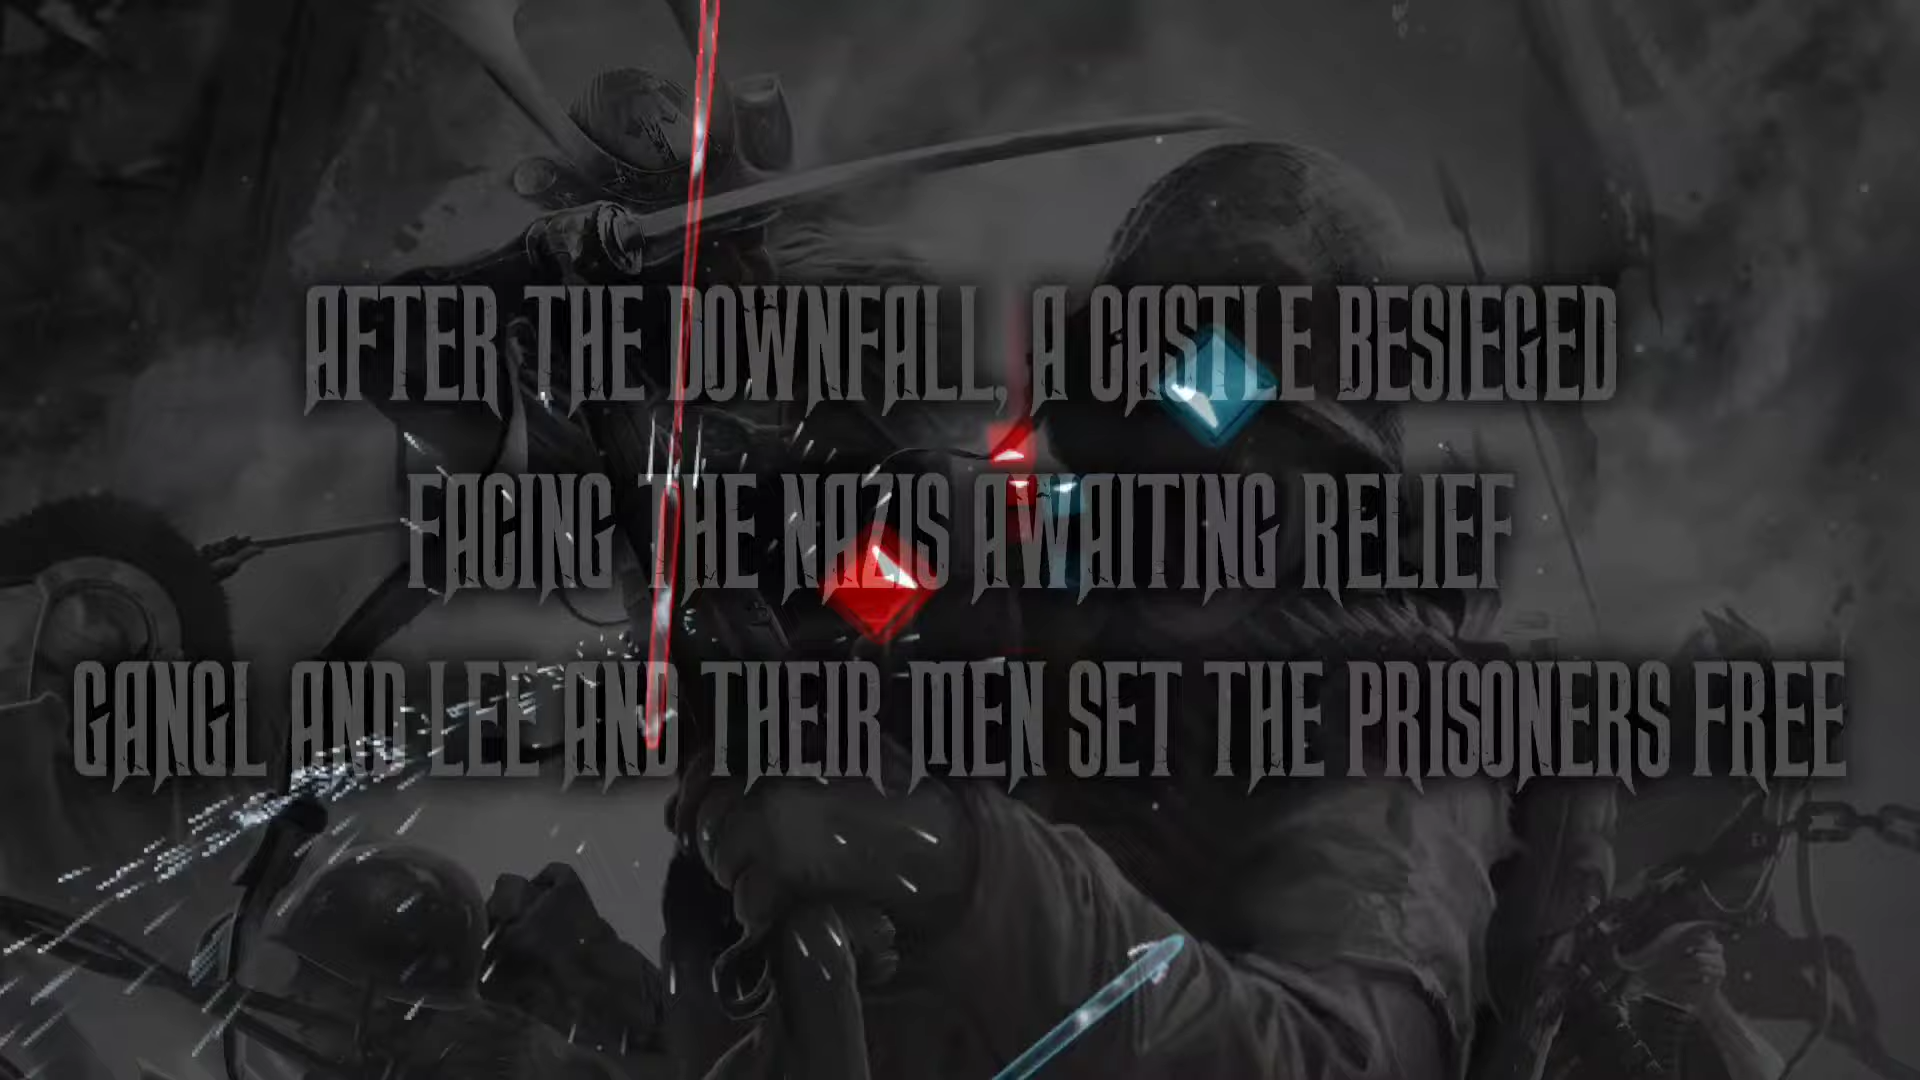 AFTER THE DOWNFALL, A CASTLE BESIEGED
FACING THE NAZIS AWAITING RELIEF
GANGL AND LEE AND THEIR MEN SET THE PRISONERS FREE